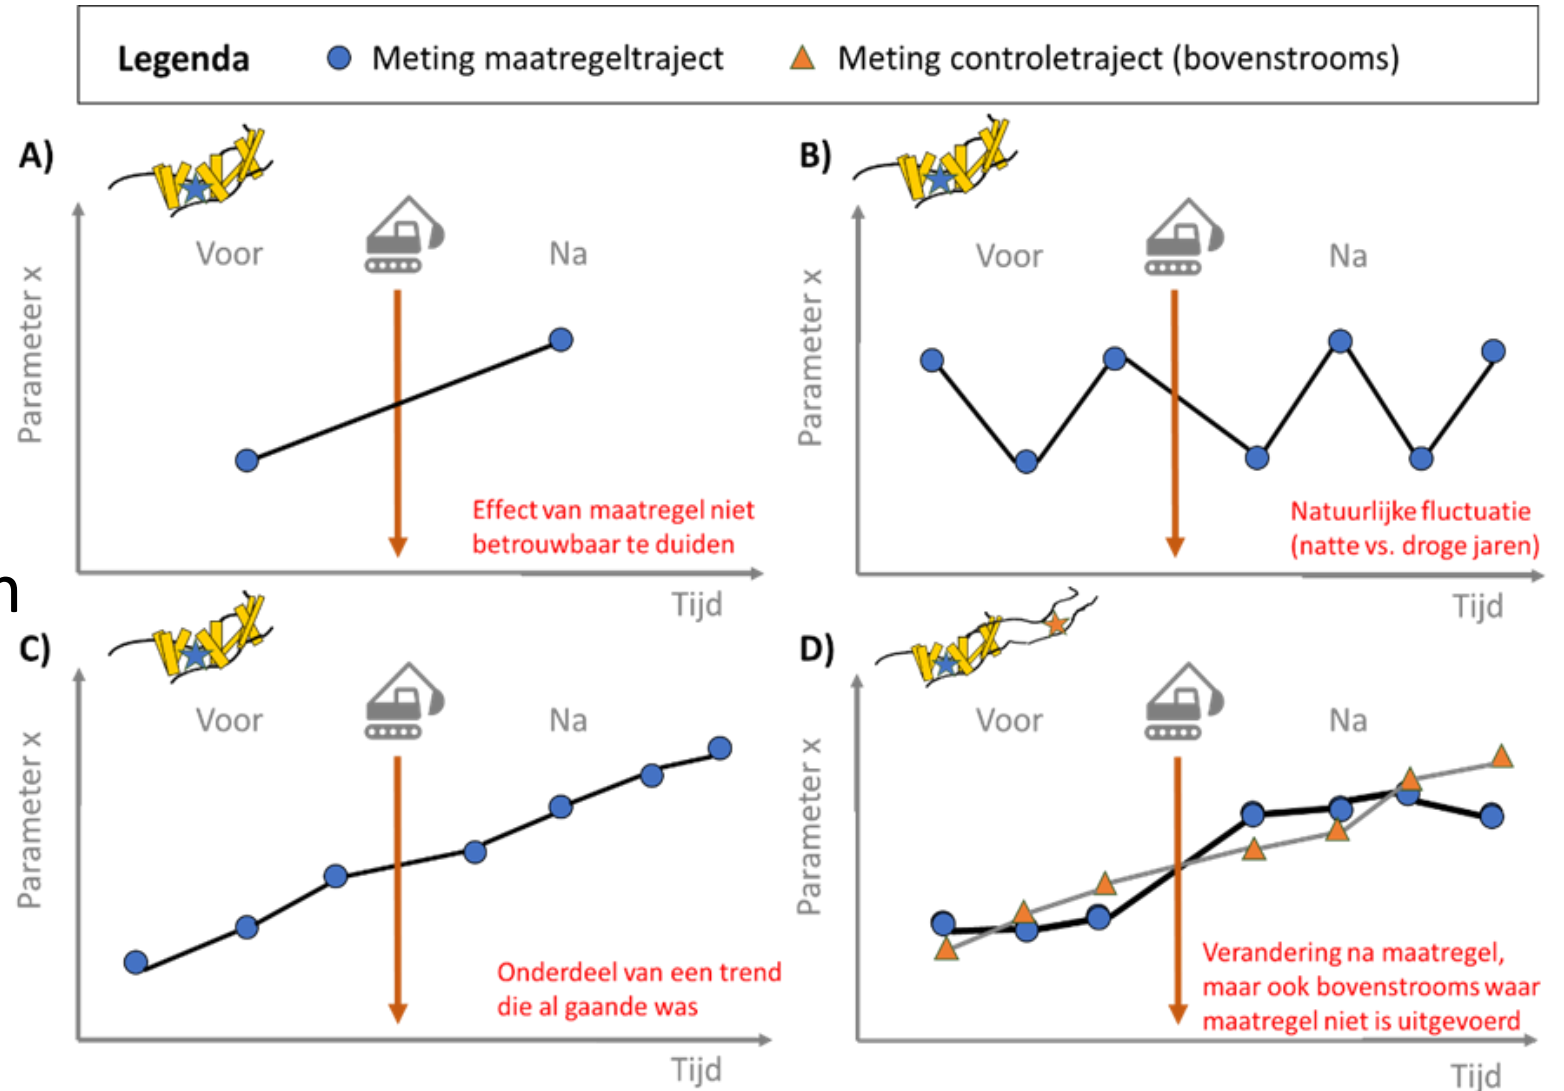 Legenda
Meting maatregeltraject
Meting controletraject (bovenstrooms)
A)
Voor
Na
Parameter x
Effect van maatregel niet
betrouwbaar te duiden
Tijd
B)
Voor
Na
Parameter x
Natuurlijke fluctuatie
(natte vs. droge jaren)
Tijd
n
C)
Voor
Na
Parameter x
Onderdeel van een trend
die al gaande was
Tijd
D)
Voor
Na
Parameter x
Verandering na maatregel,
maar ook bovenstrooms waar
maatregel niet is uitgevoerd
Tijd